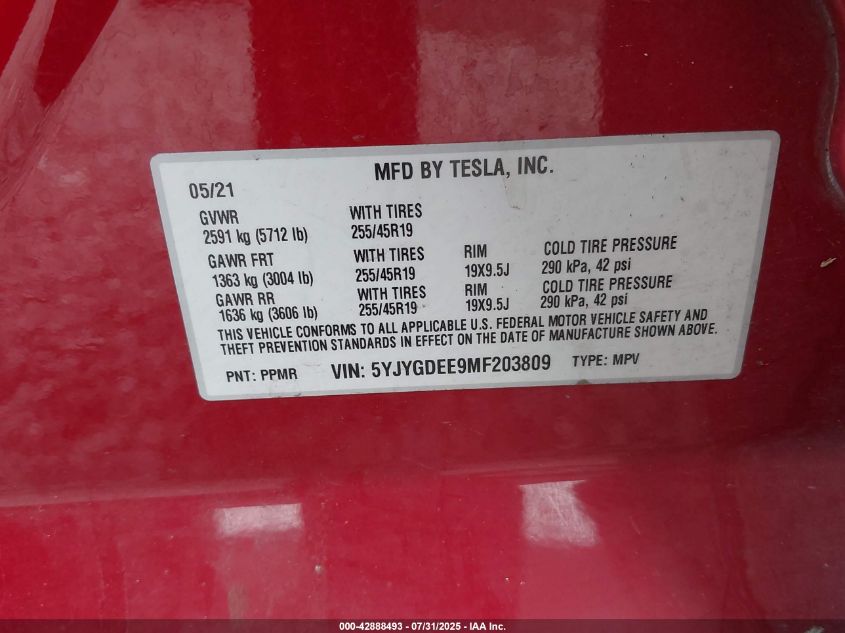 MFD BY TESLA, INC.
05/21
GVWR WITH TIRES
2591 kg (5712 lb) 255/45R19
GAWR FRT WITH TIRES RIM COLD TIRE PRESSURE
1363 kg (3004 lb) 255/45R19 19X9.5J 290 kPa, 42 psi
GAWR RR WITH TIRES RIM COLD TIRE PRESSURE
1636 kg (3606 lb) 255/45R19 19X9.5J 290 kPa, 42 psi
THIS VEHICLE CONFORMS TO ALL APPLICABLE U.S. FEDERAL MOTOR VEHICLE SAFETY AND
THEFT PREVENTION STANDARDS IN EFFECT ON THE DATE OF MANUFACTURE SHOWN ABOVE.
PNT: PPMR VIN: 5YJYGDEE9MF203809 TYPE: MPV
000-42888493 - 07/31/2025 - IAA Inc.